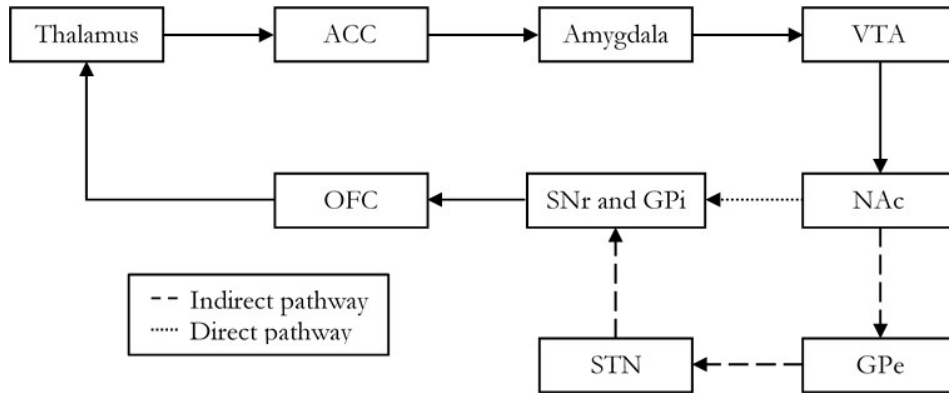 Thalamus
ACC
Amygdala
VTA
OFC
SNr and GPi
NAc
Indirect pathway
Direct pathway
STN
GPe